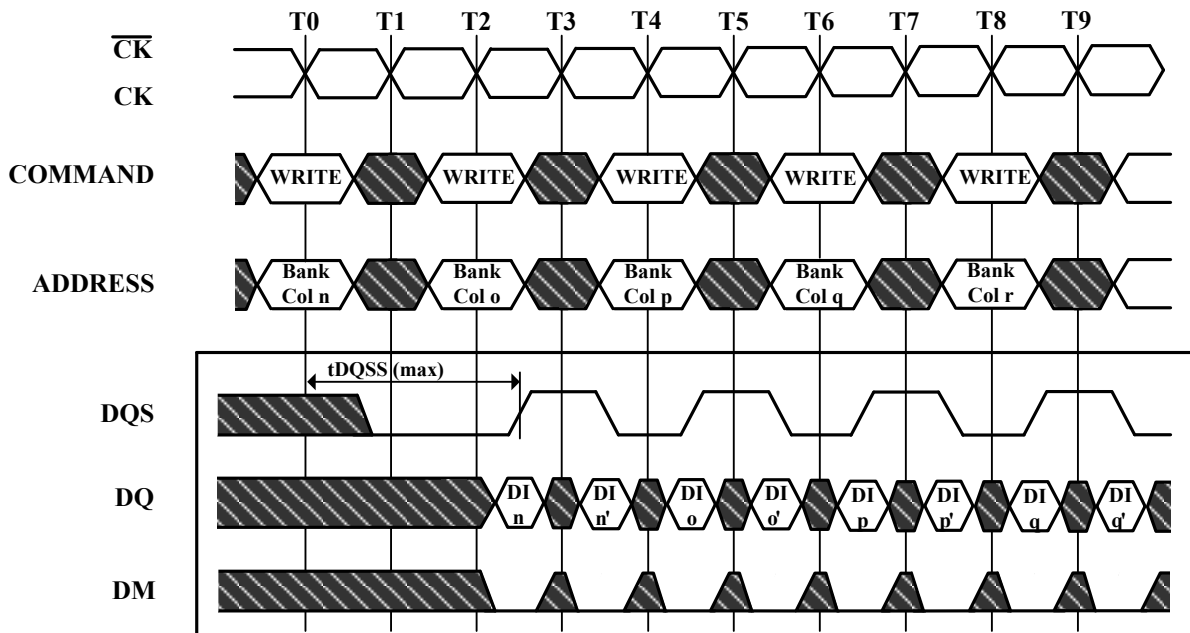 T0 T1 T2 T3 T4 T5 T6 T7 T8 T9
CK
CK
COMMAND WRITE WRITE WRITE WRITE WRITE
ADDRESS
Bank Bank Bank Bank Bank
Col n Col o Col p Col q Col r
tDQSS (max)
DQS
DQ
DI DI DI DI DI DI DI DI
n n' o o' p p' q q'
DM